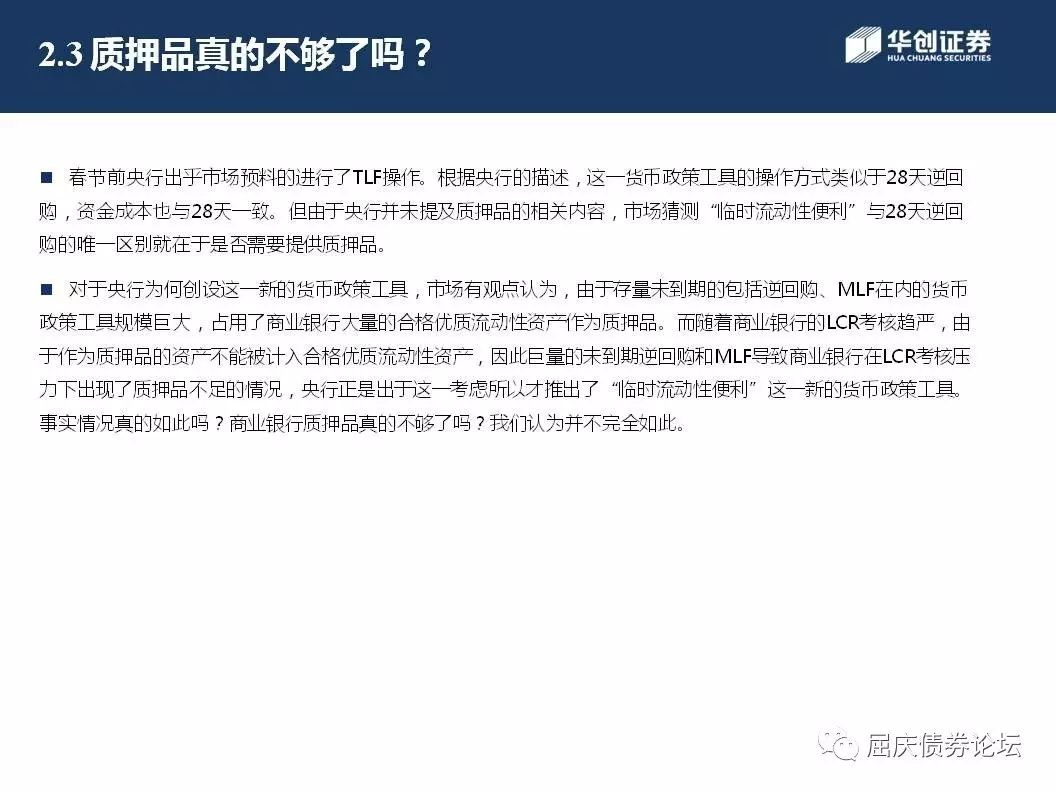 2.3 质押品真的不够了吗？
华创证券
HUA CHUANG SECURITIES
■ 春节前央行出乎市场预料的进行了TLF操作。根据央行的描述，这一货币政策工具的操作方式类似于28天逆回
购，资金成本也与28天一致。但由于央行并未提及质押品的相关内容，市场猜测“临时流动性便利”与28天逆回
购的唯一区别就在于是否需要提供质押品。
■ 对于央行为何创设这一新的货币政策工具，市场有观点认为，由于存量未到期的包括逆回购、MLF在内的货币
政策工具规模巨大，占用了商业银行大量的合格优质流动性资产作为质押品。而随着商业银行的LCR考核趋严，由
于作为质押品的资产不能被计入合格优质流动性资产，因此巨量的未到期逆回购和MLF导致商业银行在LCR考核压
力下出现了质押品不足的情况，央行正是出于这一考虑所以才推出了“临时流动性便利”这一新的货币政策工具。
事实情况真的如此吗？商业银行质押品真的不够了吗？我们认为并不完全如此。
屈庆债券论坛